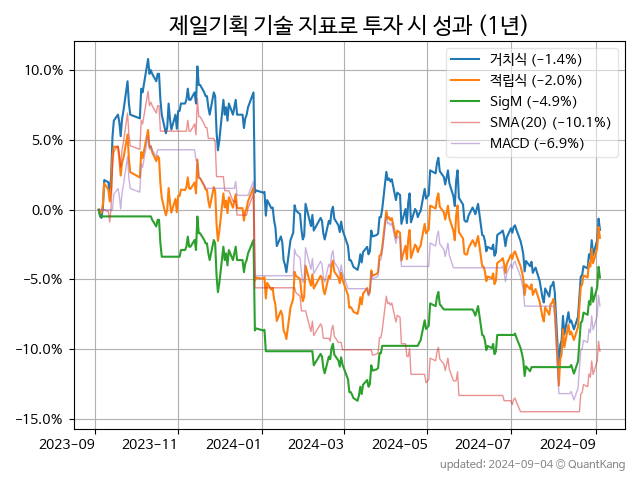 제일기획 기술 지표로 투자 시 성과 (1년)
거치식 (−1.4%)
적립식 (−2.0%)
SigM (−4.9%)
SMA(20) (−10.1%)
MACD (−6.9%)
10.0%
5.0%
0.0%
−5.0%
−10.0%
−15.0%
2023−09 2023−11 2024−01 2024−03 2024−05 2024−07 2024−09
updated: 2024−09−04 @ QuantKang